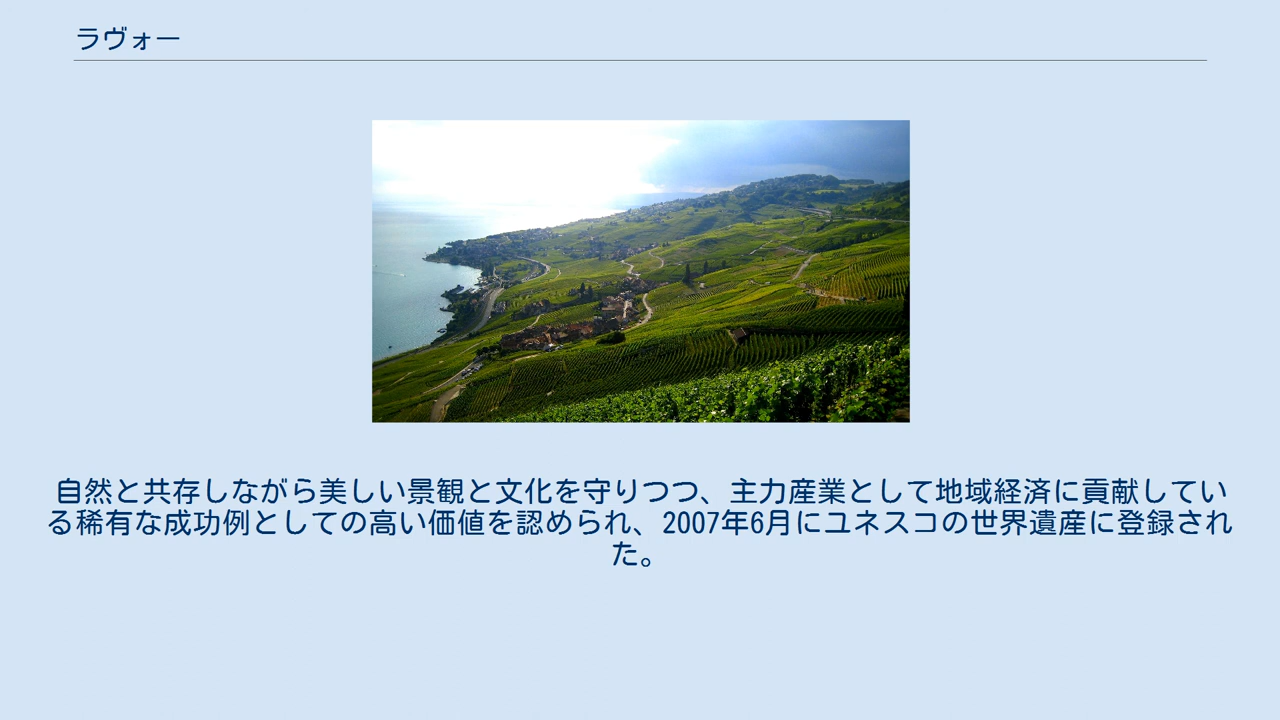 ラヴォー
自然と共存しながら美しい景観と文化を守りつつ、主力産業として地域経済に貢献してい
る稀有な成功例としての高い価値を認められ、2007年6月にユネスコの世界遺産に登録され
た。